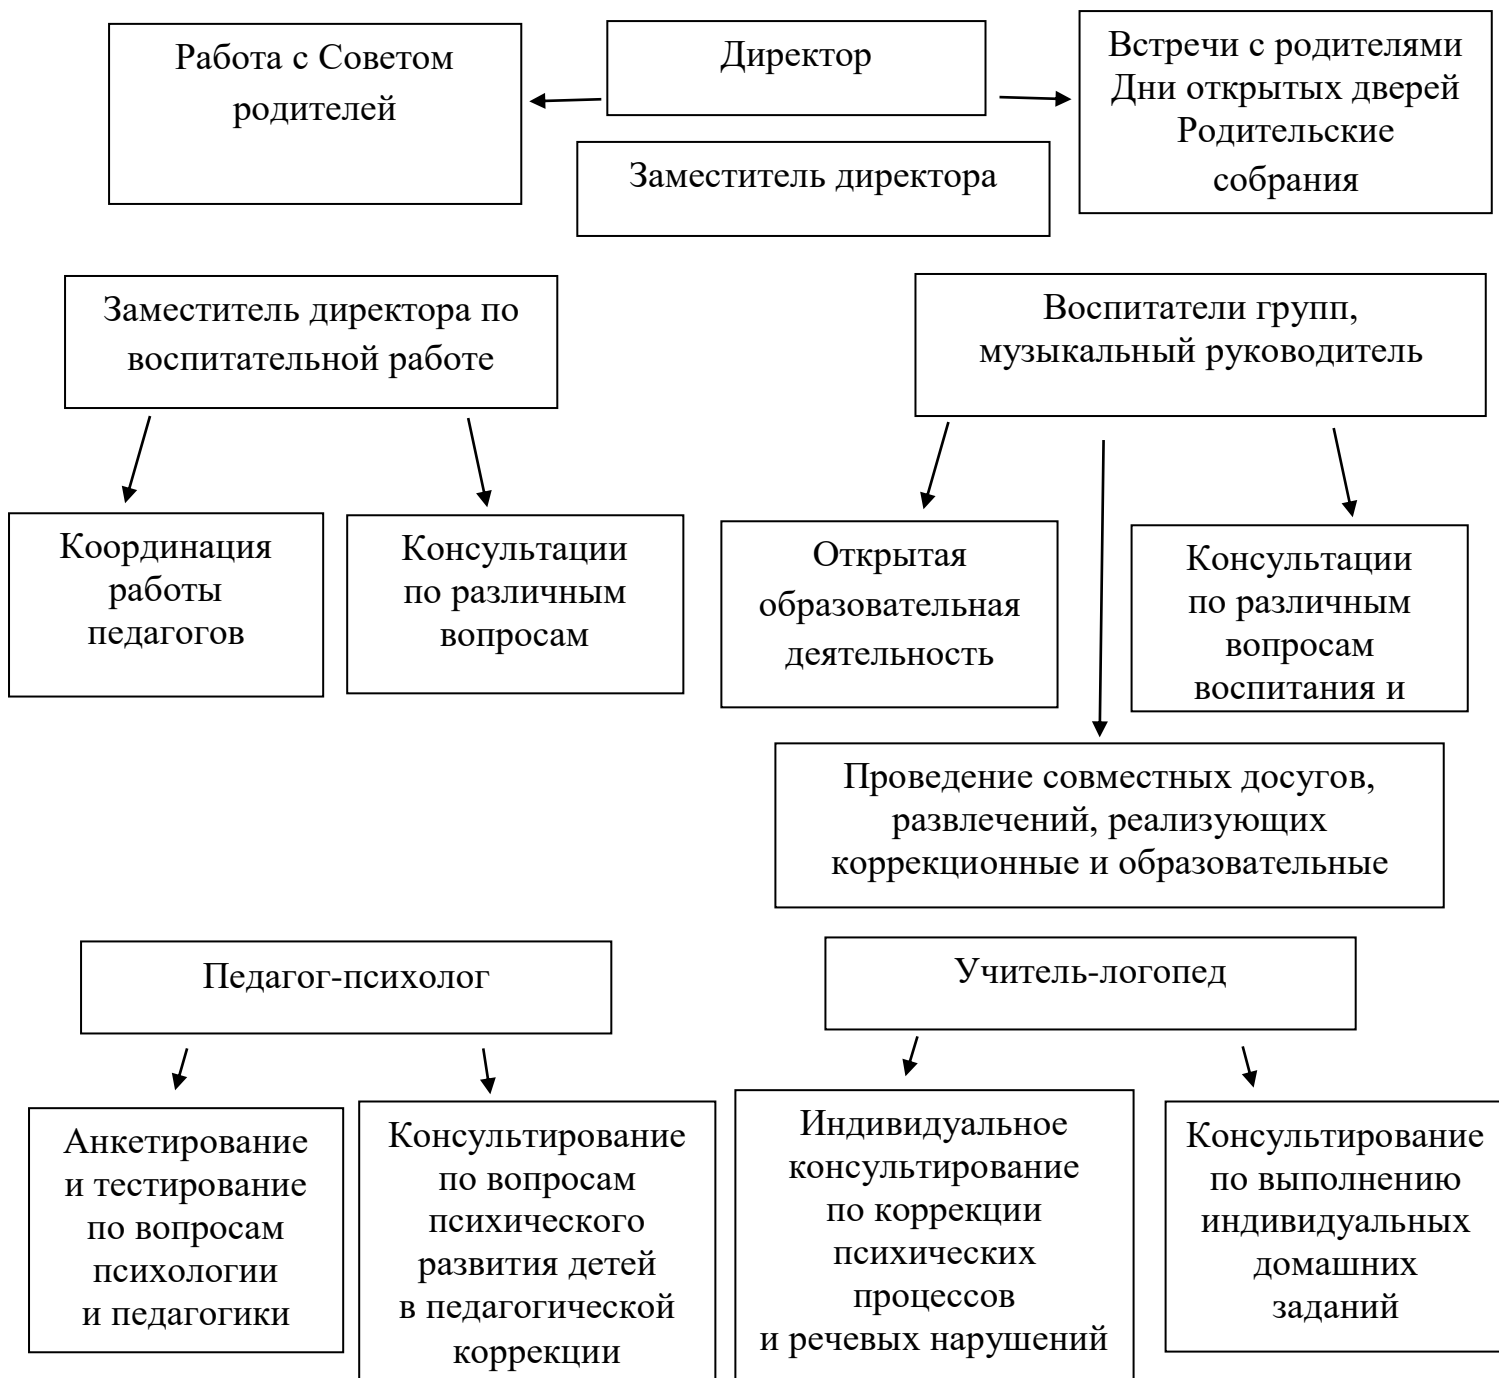 Работа с Советом
родителей
Директор
Встречи с родителями
Дни открытых дверей
Родительские
собрания
Заместитель директора
Заместитель директора по
воспитательной работе
Воспитатели групп,
музыкальный руководитель
Координация
работы
педагогов
Консультации
по различным
вопросам
Открытая
образовательная
деятельность
Консультации
по различным
вопросам
воспитания и
Проведение совместных досугов,
развлечений, реализующих
коррекционные и образовательные
Педагог-психолог
Учитель-логопед
Анкетирование
и тестирование
по вопросам
психологии
и педагогики
Консультирование
по вопросам
психического
развития детей
в педагогической
коррекции
Индивидуальное
консультирование
по коррекции
психических
процессов
и речевых нарушений
Консультирование
по выполнению
индивидуальных
домашних
заданий